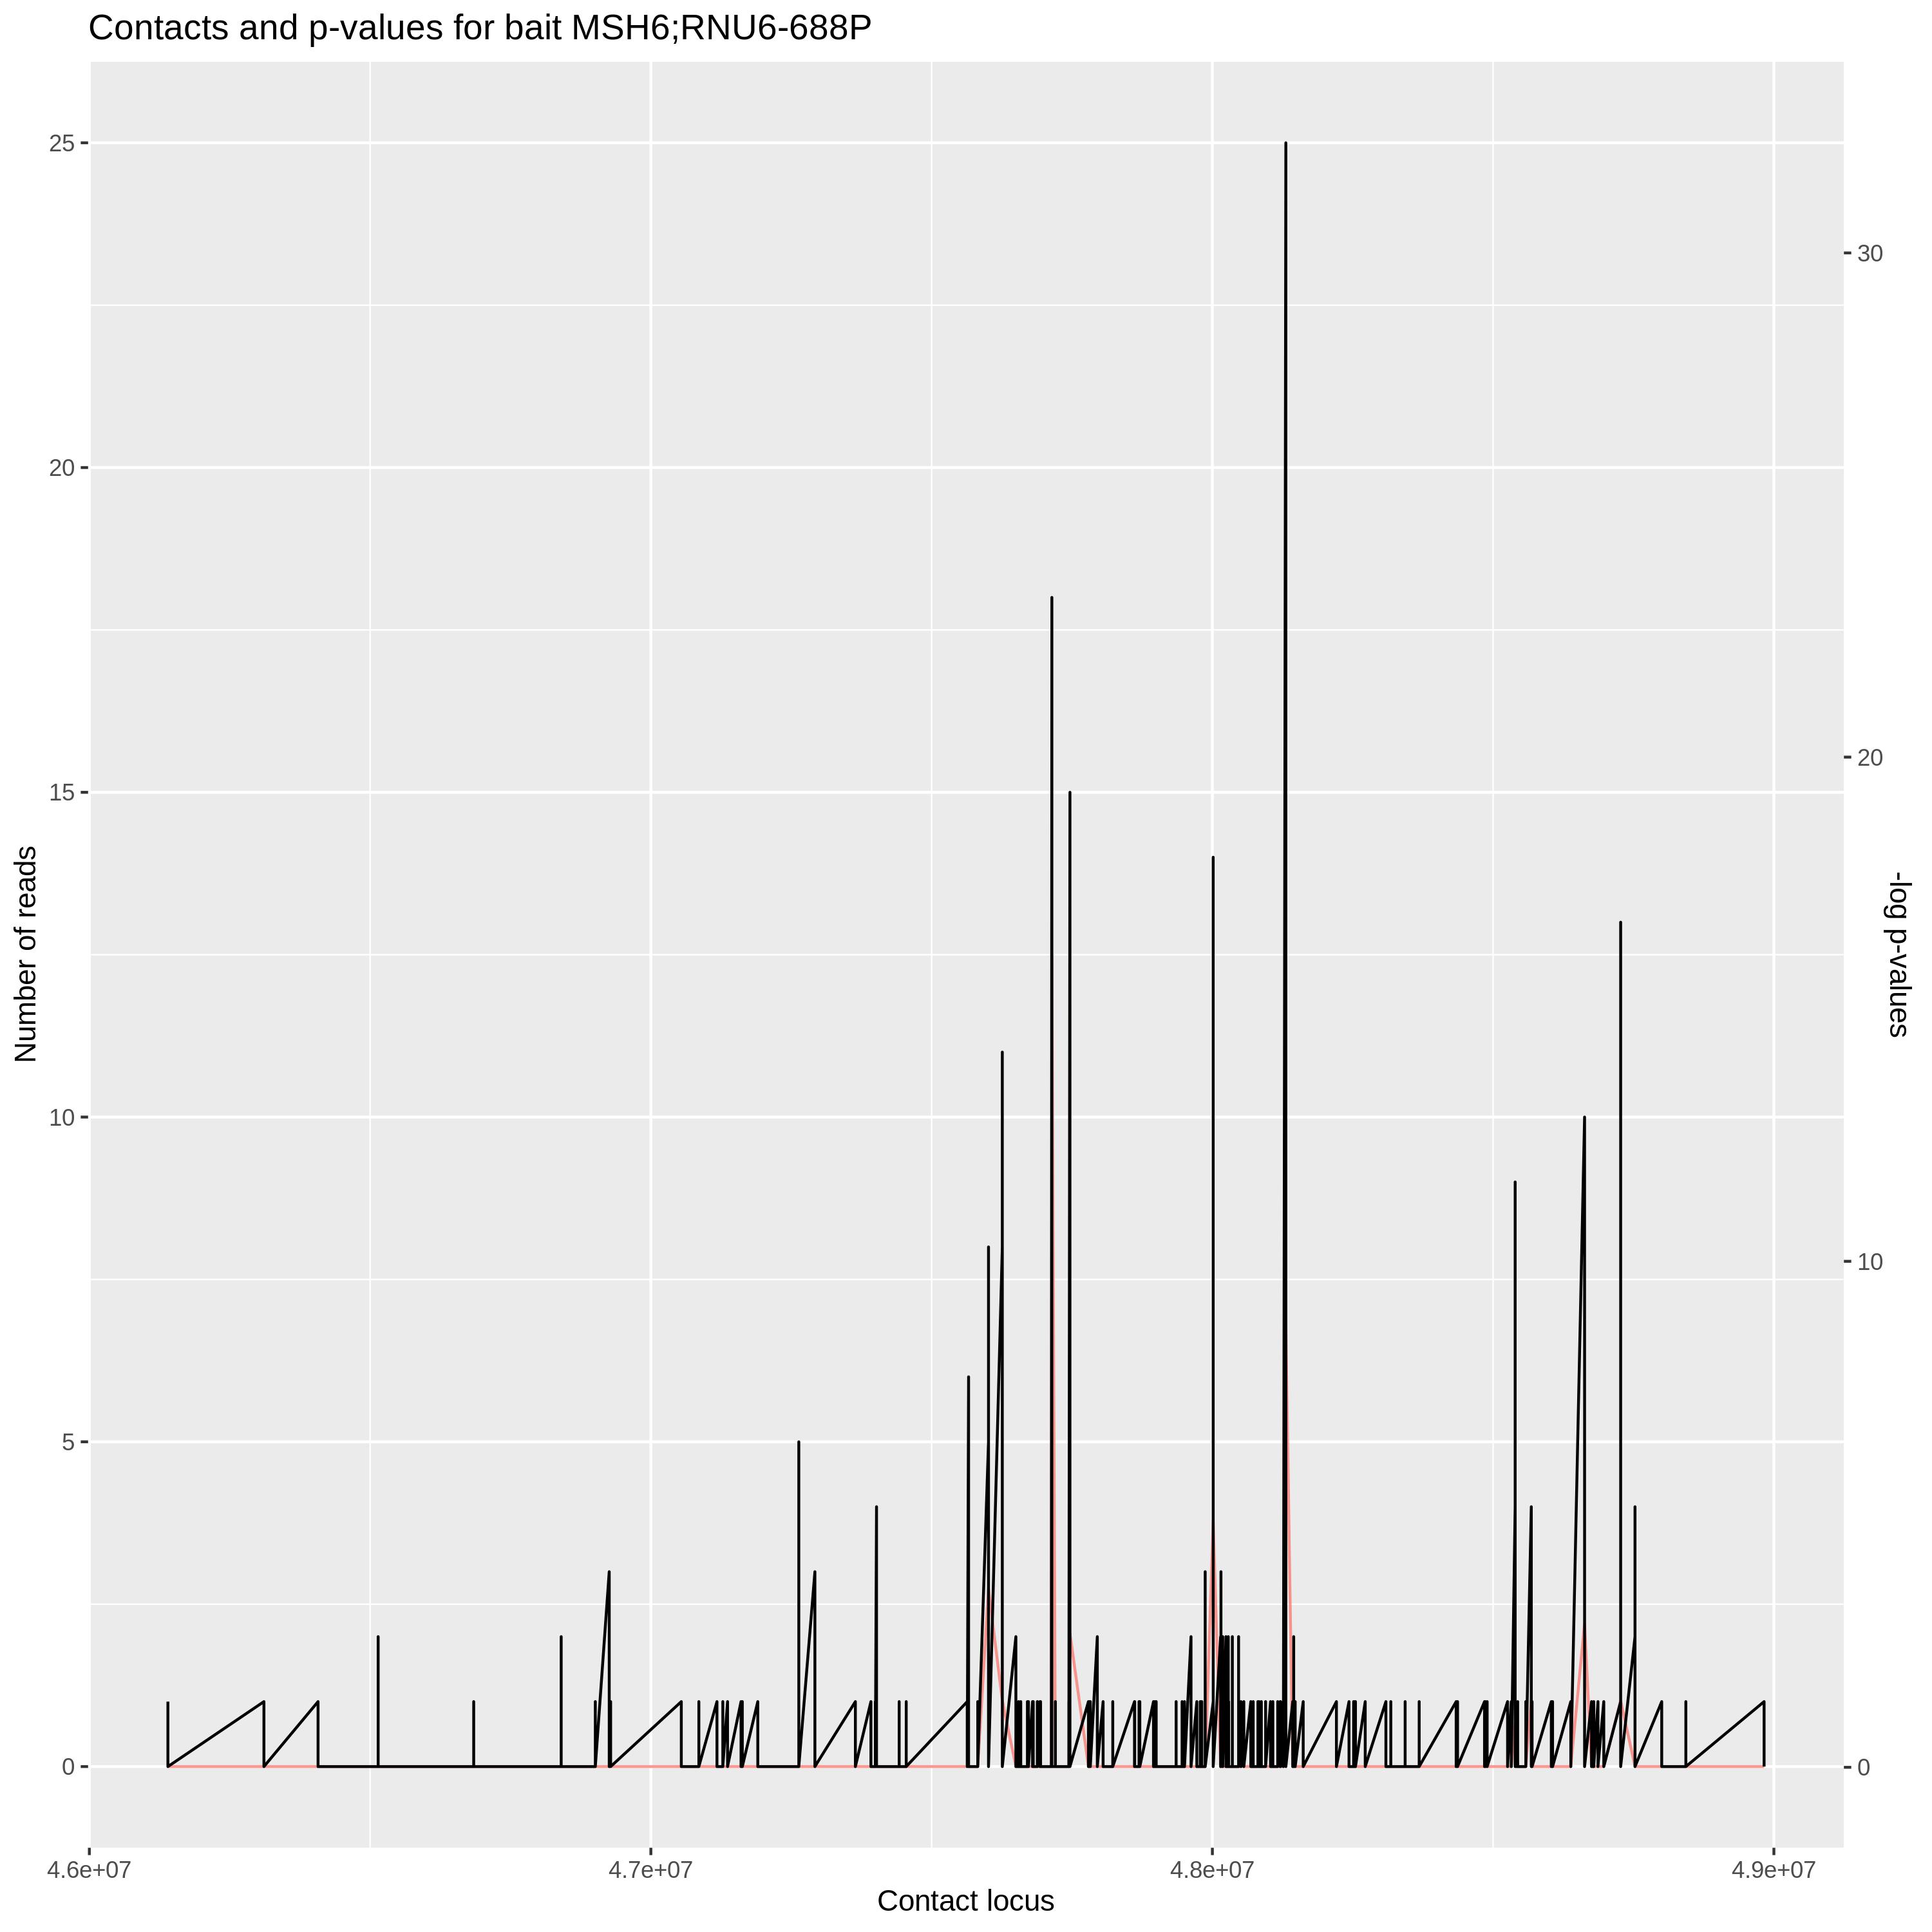 Contacts and p-values for bait MSH6;RNU6-688P
25
20
15
10
5
0
Number of reads
30
20
10
0
-log p-values
4.6e+07
4.7e+07
4.8e+07
4.9e+07
Contact locus